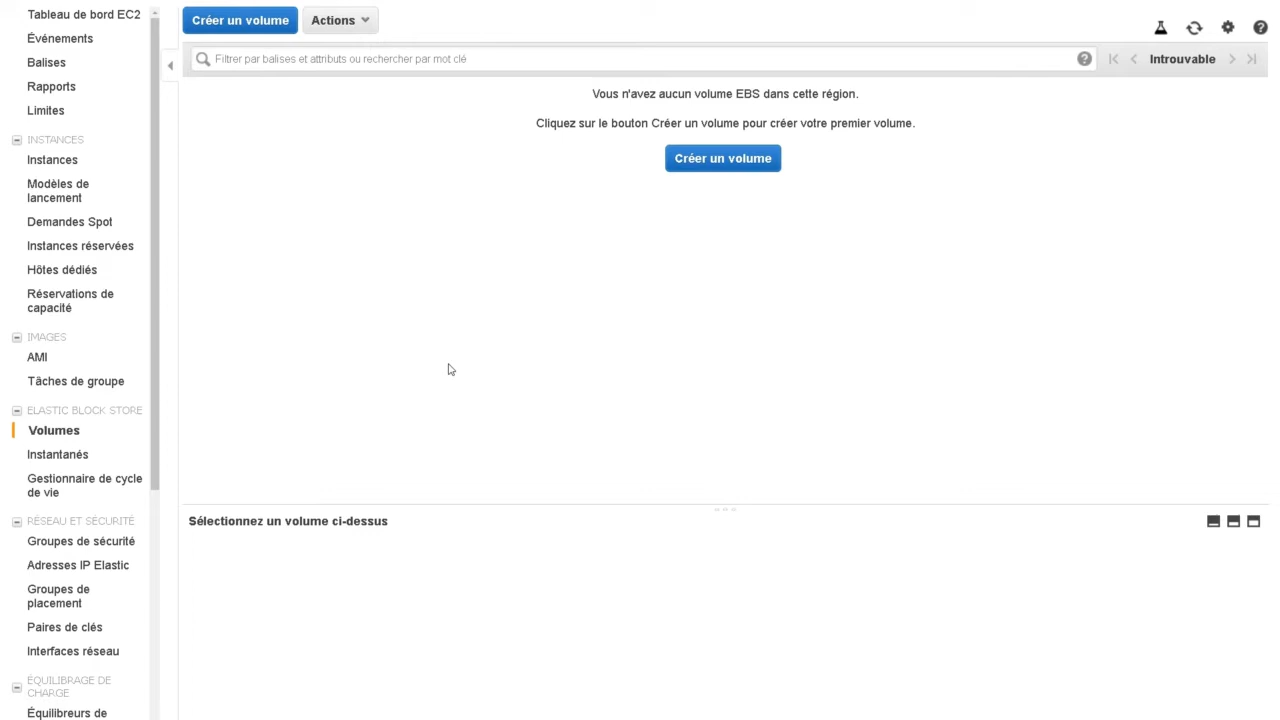 Tableau de bord EC2
Événements
Balises
Rapports
Limites
INSTANCES
Instances
Modèles de
lancement
Demandes Spot
Instances réservées
Hôtes dédiés
Réservations de
capacité
IMAGES
AMI
Tâches de groupe
ELASTIC BLOCK STORE
Volumes
Instantanés
Gestionnaire de cycle
de vie
RÉSEAU ET SÉCURITÉ
Groupes de sécurité
Adresses IP Elastic
Groupes de
placement
Paires de clés
Interfaces réseau
ÉQUILIBRAGE DE
CHARGE
Équilibreurs de
Créer un volume
Actions
Filtrer par balises et attributs ou rechercher par mot clé
Introuvable
Vous n'avez aucun volume EBS dans cette région.
Cliquez sur le bouton Créer un volume pour créer votre premier volume.
Créer un volume
Sélectionnez un volume ci-dessus